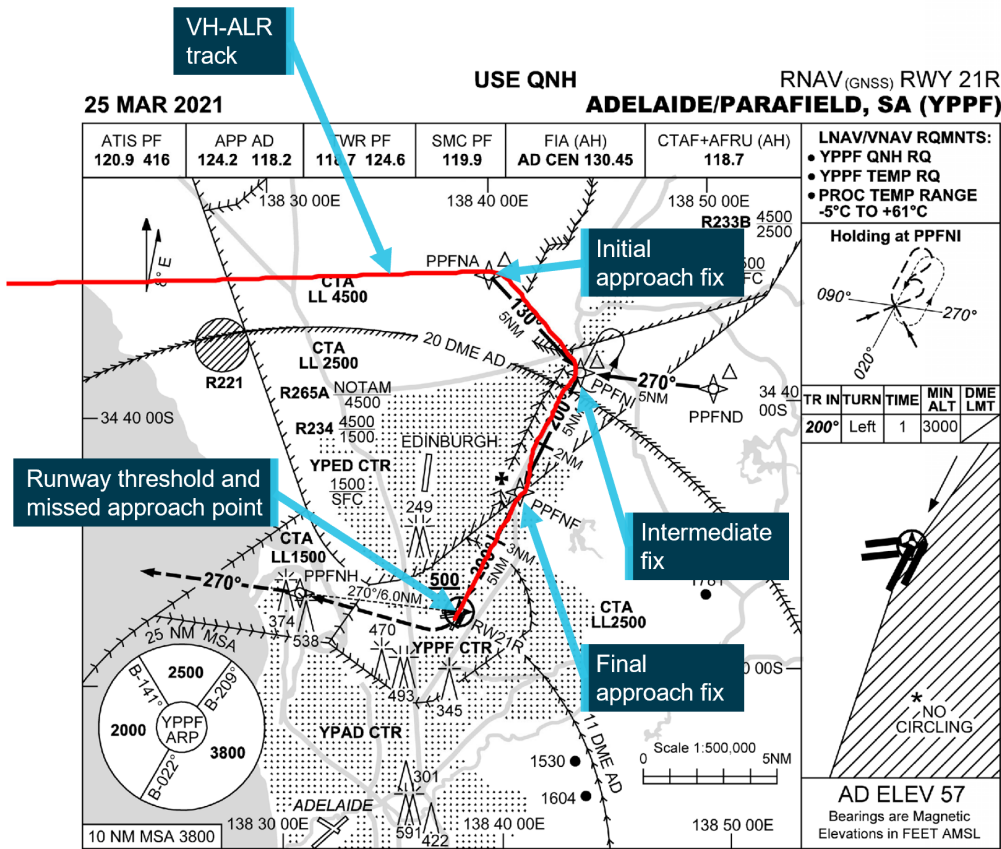 VH-ALR
track
USE QNH
RNAV(GNSS) RWY 21R
25 MAR 2021
ADELAIDE/PARAFIELD, SA (YPPF)
ATIS PF
120.9 416
APP AD
124.2 118.2
TWR PF
118.7 124.6
SMC PF
119.9
FIA (AH)
AD CEN 130.45
CTAF+AFRU (AH)
118.7
LNAV/VNAV RQMNTS:
• YPPF QNH RQ
• YPPF TEMP RQ
• PROC TEMP RANGE
-5°C TO +61°C
138 30 00E
138 40 00E
138 50 00E
R233B 4500
2500
Holding at PPFNI
090°
270°
020°
8° E
PPFNA
Initial
approach fix
CTA
LL 4500
130°
5NM
20 DME AD
CTA
LL 2500
R221
R265A NOTAM
4500
34 40 00S
R234 4500
1500
EDINBURGH
YPED CTR
1500
SFC
PPFNI
270°
5NM
PPFND
34 40
00S
TR IN TURN TIME MIN ALT DME LMT
200° Left 1 3000
200°
5NM
2NM
Runway threshold and
missed approach point
PPFNF
Intermediate
fix
249
CTA
LL1500
PPFNH
270°
270°/6.0NM
500
200°
3NM
5NM
1781
374
538
RW21R
CTA
LL2500
25 NM MSA
470
YPPF CTR
493
345
Final
approach fix
0 00S
2500
B-141°
B-209°
2000
YPPF
ARP
3800
B-022°
YPAD CTR
*NO
CIRCLING
11 DME AD
Scale 1:500,000
0 5NM
1530
1604
301
ADELAIDE
591
422
10 NM MSA 3800
138 30 00E
138 40 00E
138 50 00E
AD ELEV 57
Bearings are Magnetic
Elevations in FEET AMSL